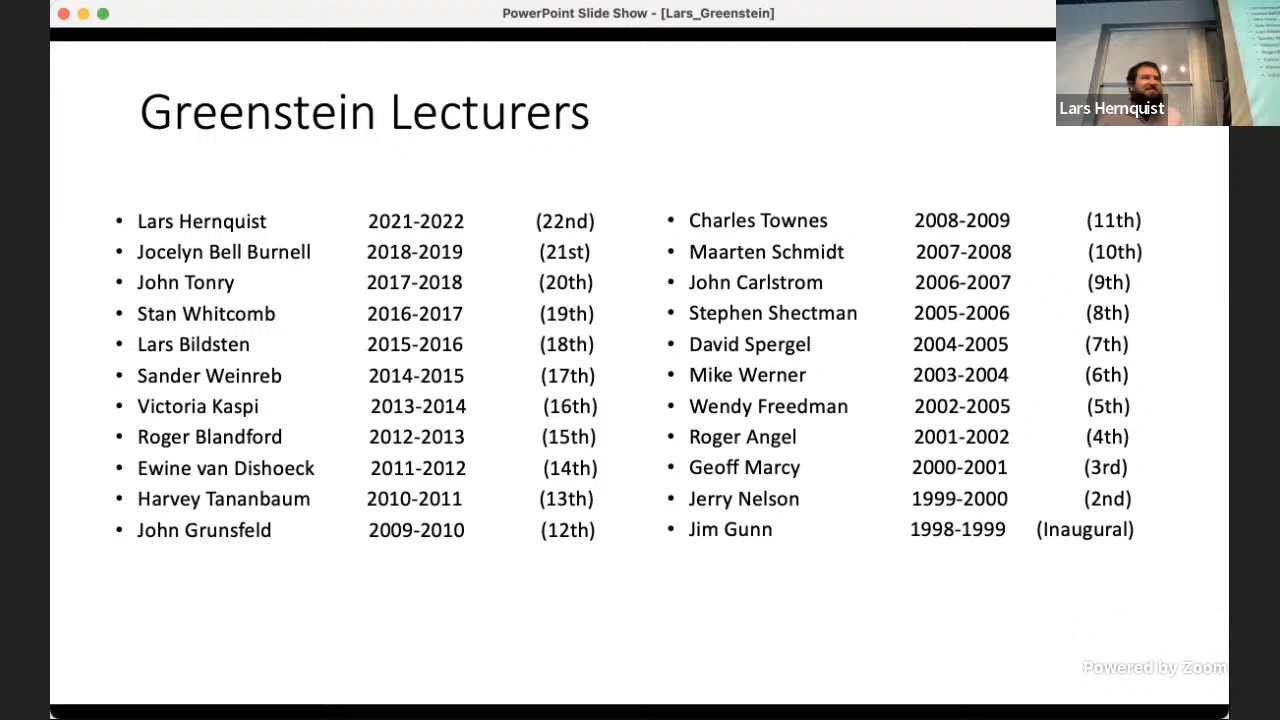 PowerPoint Slide Show - [Lars_Greenstein]
Lars Hernquist
Greenstein Lecturers
• Lars Hernquist 2021-2022 (22nd)
• Jocelyn Bell Burnell 2018-2019 (21st)
• John Tonry 2017-2018 (20th)
• Stan Whitcomb 2016-2017 (19th)
• Lars Bildsten 2015-2016 (18th)
• Sander Weinreb 2014-2015 (17th)
• Victoria Kaspi 2013-2014 (16th)
• Roger Blandford 2012-2013 (15th)
• Ewine van Dishoeck 2011-2012 (14th)
• Harvey Tananbaum 2010-2011 (13th)
• John Grunsfeld 2009-2010 (12th)
• Charles Townes 2008-2009 (11th)
• Maarten Schmidt 2007-2008 (10th)
• John Carlstrom 2006-2007 (9th)
• Stephen Shectman 2005-2006 (8th)
• David Spergel 2004-2005 (7th)
• Mike Werner 2003-2004 (6th)
• Wendy Freedman 2002-2005 (5th)
• Roger Angel 2001-2002 (4th)
• Geoff Marcy 2000-2001 (3rd)
• Jerry Nelson 1999-2000 (2nd)
• Jim Gunn 1998-1999 (Inaugural)
Powered by Zoom